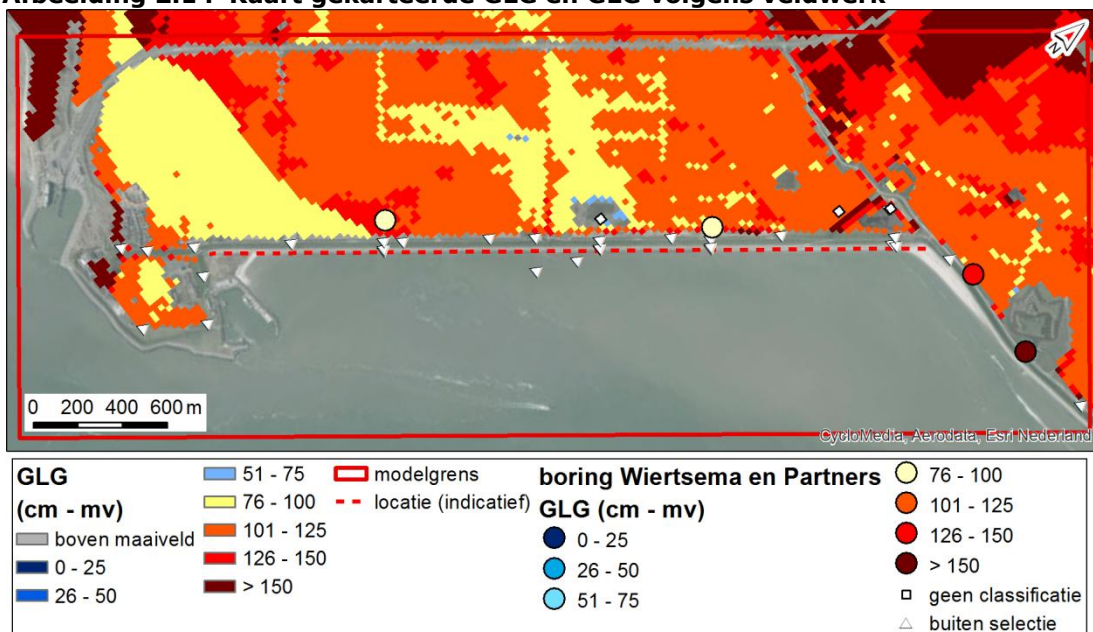 Afbeelding 2.14 Kaart gekarteerde GLG en GLG volgens veldwerk
N
0 200 400 600 m
CycloMedia, Aerodata, Esri Nederland
GLG
(cm - mv)
boven maaiveld
0 - 25
26 - 50
51 - 75
76 - 100
101 - 125
126 - 150
> 150
modelgrens
locatie (indicatief)
boring Wiertsema en Partners
GLG (cm - mv)
0 - 25
26 - 50
51 - 75
76 - 100
101 - 125
126 - 150
> 150
geen classificatie
buiten selectie